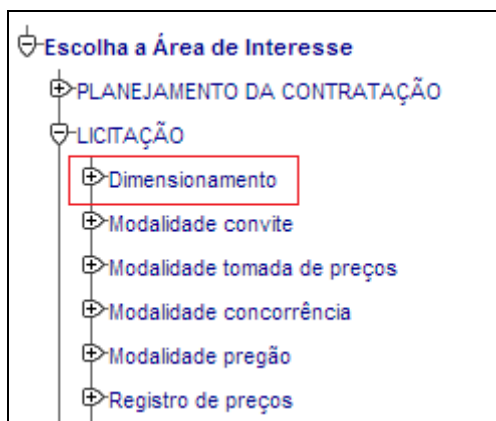 Escolha a Área de Interesse
PLANEJAMENTO DA CONTRATAÇÃO
LICITAÇÃO
Dimensionamento
Modalidade convite
Modalidade tomada de preços
Modalidade concorrência
Modalidade pregão
Registro de preços